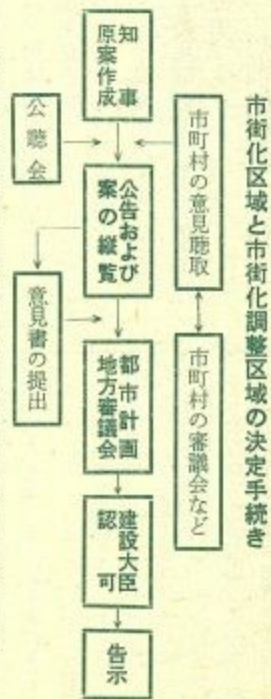 市街化区域と市街化調整区域の決定手続き
市町村の意見聴取
市町村の審議会など
知事
原案作成
公告および
案の縦覧
都市計画
地方審議会
建設大臣
認可
告示
公聴会
意見書の提出